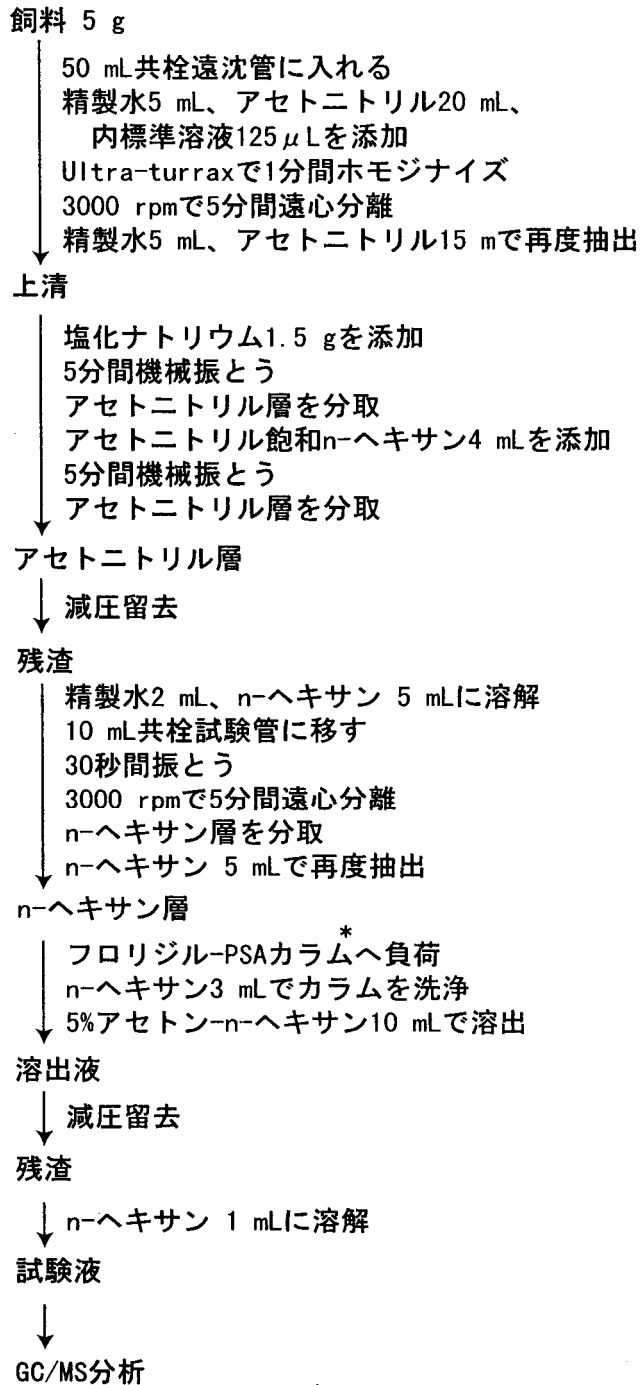 飼料 5 g
50 mL共栓遠沈管に入れる
精製水5 mL、アセトニトリル20 mL、
内標準溶液125μLを添加
Ultra-turraxで1分間ホモジナイズ
3000 rpmで5分間遠心分離
精製水5 mL、アセトニトリル15 mで再度抽出
上清
塩化ナトリウム1.5 gを添加
5分間機械振とう
アセトニトリル層を分取
アセトニトリル飽和n-ヘキサン4 mLを添加
5分間機械振とう
アセトニトリル層を分取
アセトニトリル層
減圧留去
残渣
精製水2 mL、n-ヘキサン 5 mLに溶解
10 mL共栓試験管に移す
30秒間振とう
3000 rpmで5分間遠心分離
n-ヘキサン層を分取
n-ヘキサン 5 mLで再度抽出
n-ヘキサン層
フロリジル-PSAカラム*へ負荷
n-ヘキサン3 mLでカラムを洗浄
5%アセトン-n-ヘキサン10 mLで溶出
溶出液
減圧留去
残渣
n-ヘキサン 1 mLに溶解
試験液
GC/MS分析